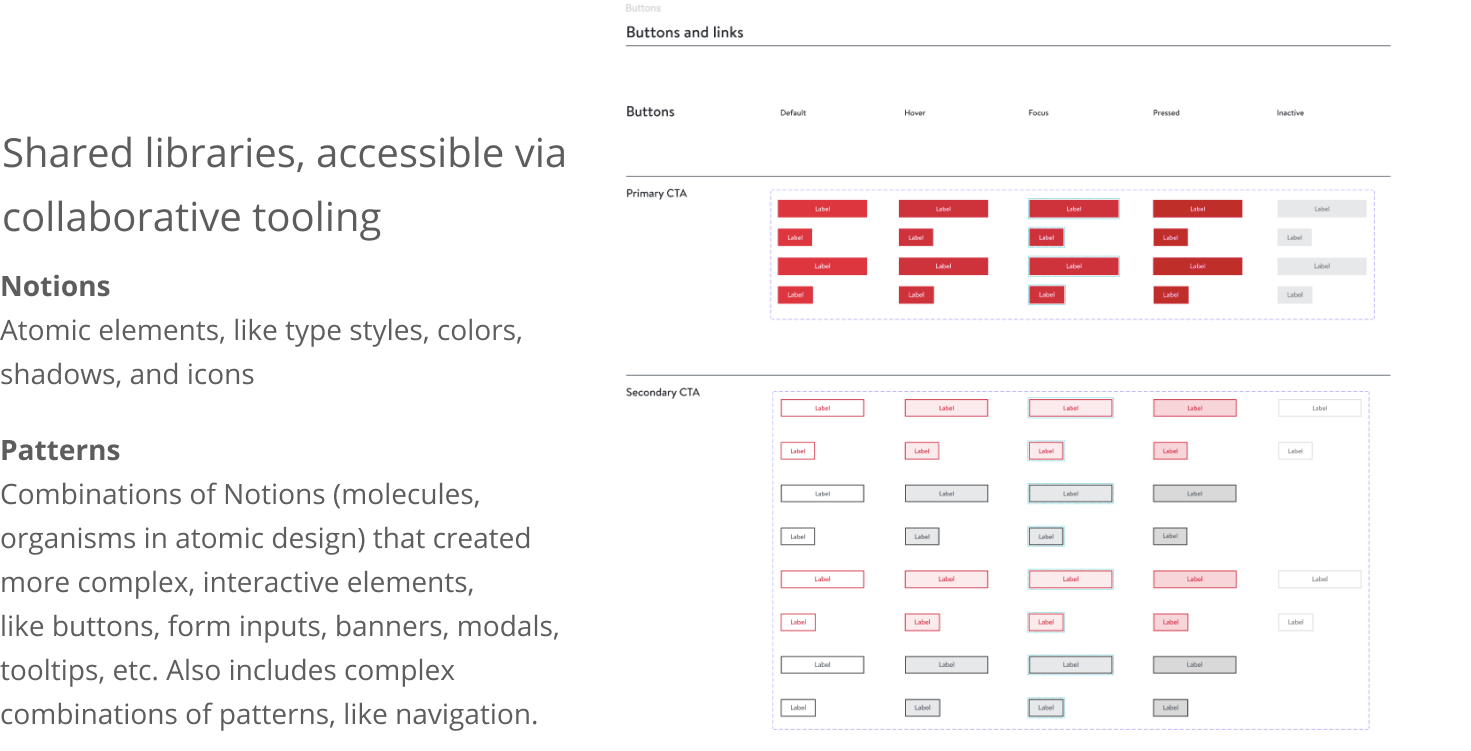 Shared libraries, accessible via
collaborative tooling
Notions
Atomic elements, like type styles, colors,
shadows, and icons
Patterns
Combinations of Notions (molecules,
organisms in atomic design) that created
more complex, interactive elements,
like buttons, form inputs, banners, modals,
tooltips, etc. Also includes complex
combinations of patterns, like navigation.
Buttons
Buttons and links
Buttons Default Hover Focus Pressed Inactive
Primary CTA
Label Label Label Label Label
Label Label Label Label Label
Label Label Label Label Label
Label Label Label Label Label
Secondary CTA
Label Label Label Label Label
Label Label Label Label Label
Label Label Label Label
Label Label Label Label
Label Label Label Label Label
Label Label Label Label Label
Label Label Label Label
Label Label Label Label